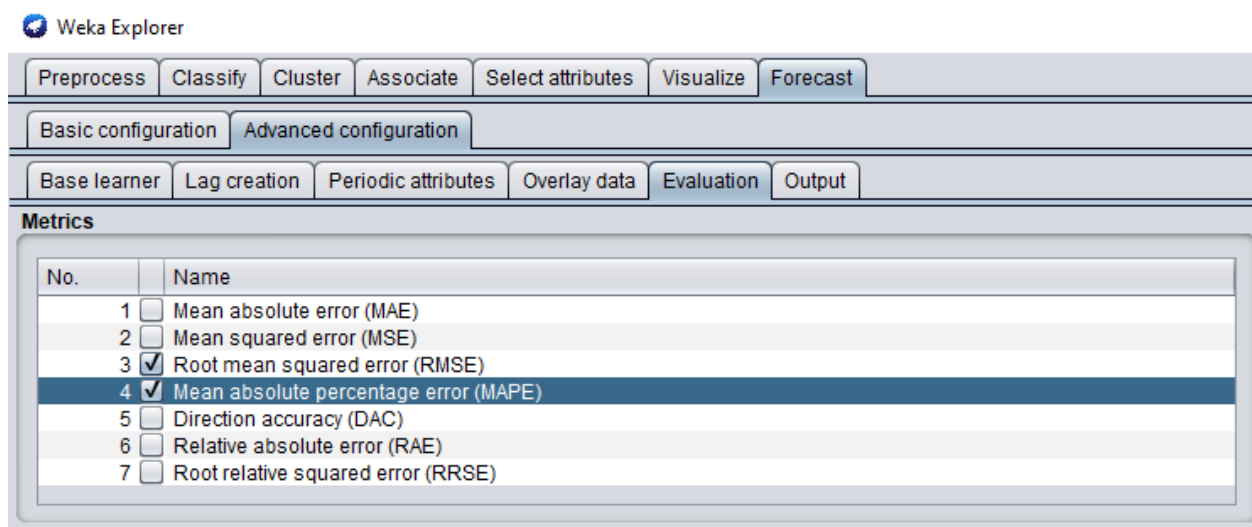 Weka Explorer
Preprocess Classify Cluster Associate Select attributes Visualize Forecast
Basic configuration Advanced configuration
Base learner Lag creation Periodic attributes Overlay data Evaluation Output
Metrics
No. Name
1 Mean absolute error (MAE)
2 Mean squared error (MSE)
3 Root mean squared error (RMSE)
4 Mean absolute percentage error (MAPE)
5 Direction accuracy (DAC)
6 Relative absolute error (RAE)
7 Root relative squared error (RRSE)